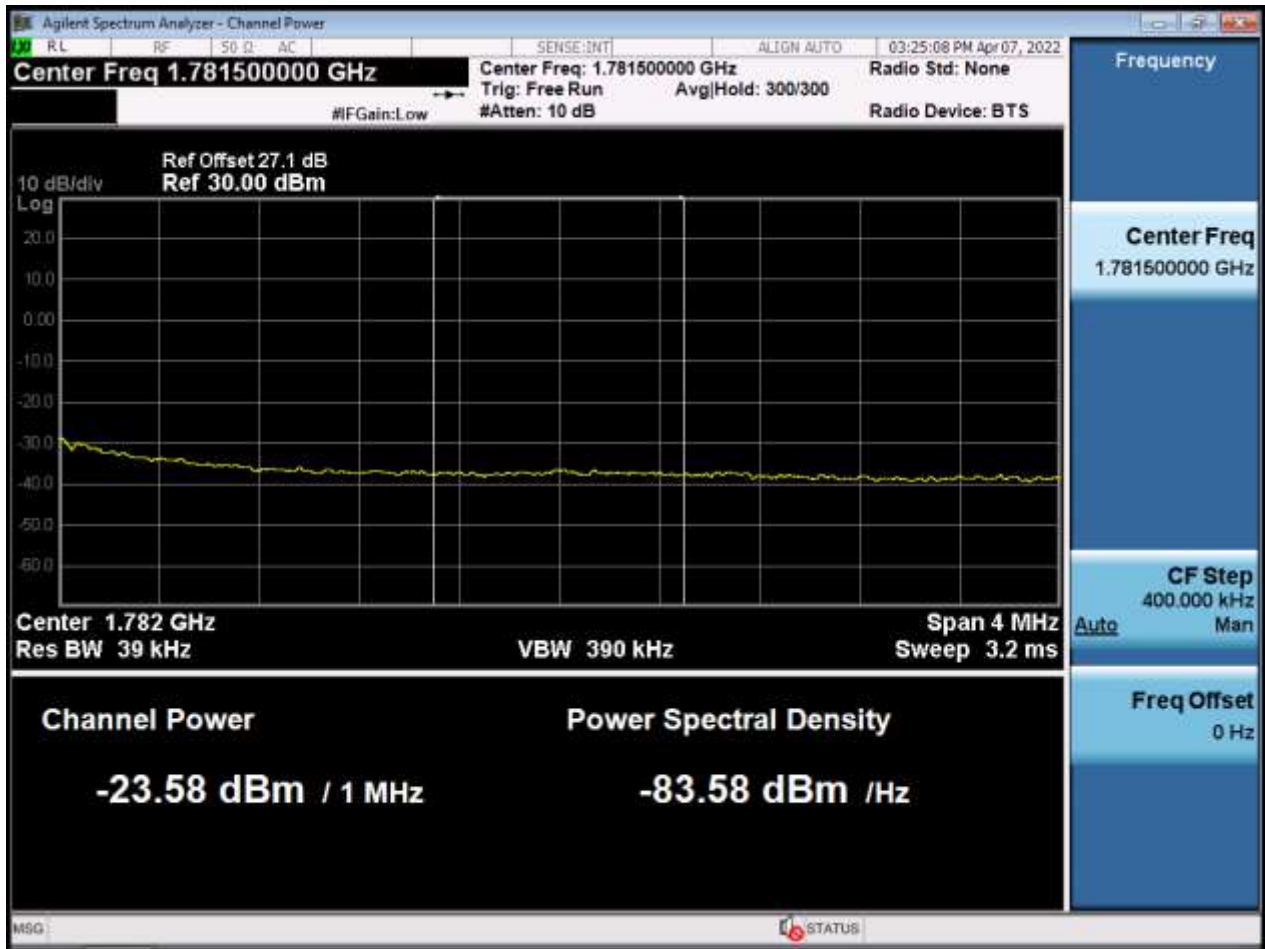 Agilent Spectrum Analyzer - Channel Power
RL RF 50 Ω AC SENSE:INT ALIGN AUTO 03:25:08 PM Apr 07, 2022
Center Freq 1.781500000 GHz
Center Freq: 1.781500000 GHz Radio Std: None
Trig: Free Run Avg|Hold: 300/300
#IFGain:Low #Atten: 10 dB Radio Device: BTS
Ref Offset 27.1 dB
10 dB/div Ref 30.00 dBm
Log
20.0
10.0
0.00
-10.0
-20.0
-30.0
-40.0
-50.0
-60.0
Center 1.782 GHz Span 4 MHz
Res BW 39 kHz VBW 390 kHz Sweep 3.2 ms
Channel Power Power Spectral Density
-23.58 dBm / 1 MHz -83.58 dBm /Hz
MSG STATUS
Frequency
Center Freq
1.781500000 GHz
CF Step
400.000 kHz
Auto Man
Freq Offset
0 Hz